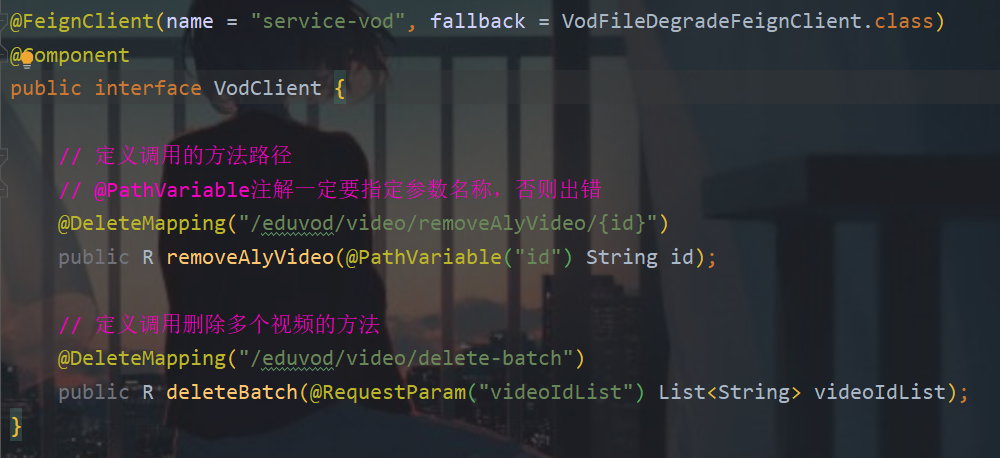 @FeignClient(name = "service-vod", fallback = VodFileDegradeFeignClient.class)
@Component
public interface VodClient {
// 定义调用的方法路径
// @PathVariable注解一定要指定参数名称，否则出错
@DeleteMapping("/eduvod/video/removeAlyVideo/{id}")
public R removeAlyVideo(@PathVariable("id") String id);
// 定义调用删除多个视频的方法
@DeleteMapping("/eduvod/video/delete-batch")
public R deleteBatch(@RequestParam("videoIdList") List<String> videoIdList);
}